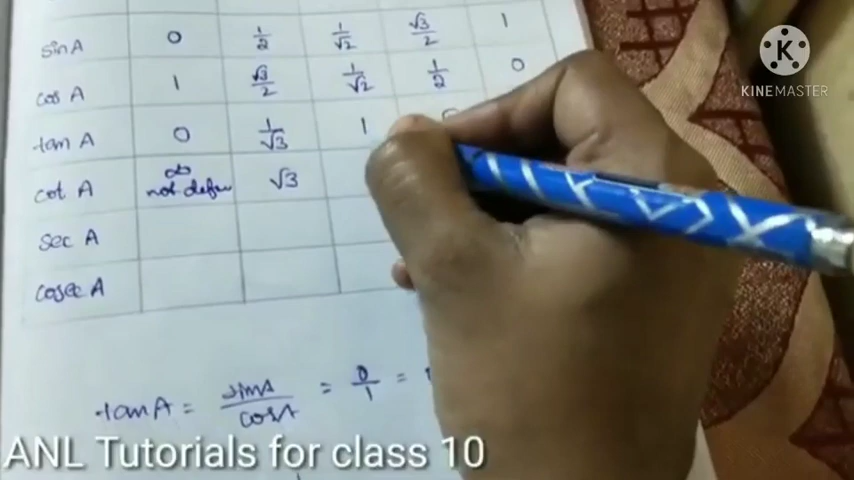 sin A 0 1/2 1/√2 √3/2 1
cos A 1 √3/2 1/√2 1/2 0
tan A 0 1/√3 1
cot A ∞ not defin √3
sec A
cosec A
tan A = sin A / cos A = 0/1 =
ANL Tutorials for class 10
K
KINEMASTER